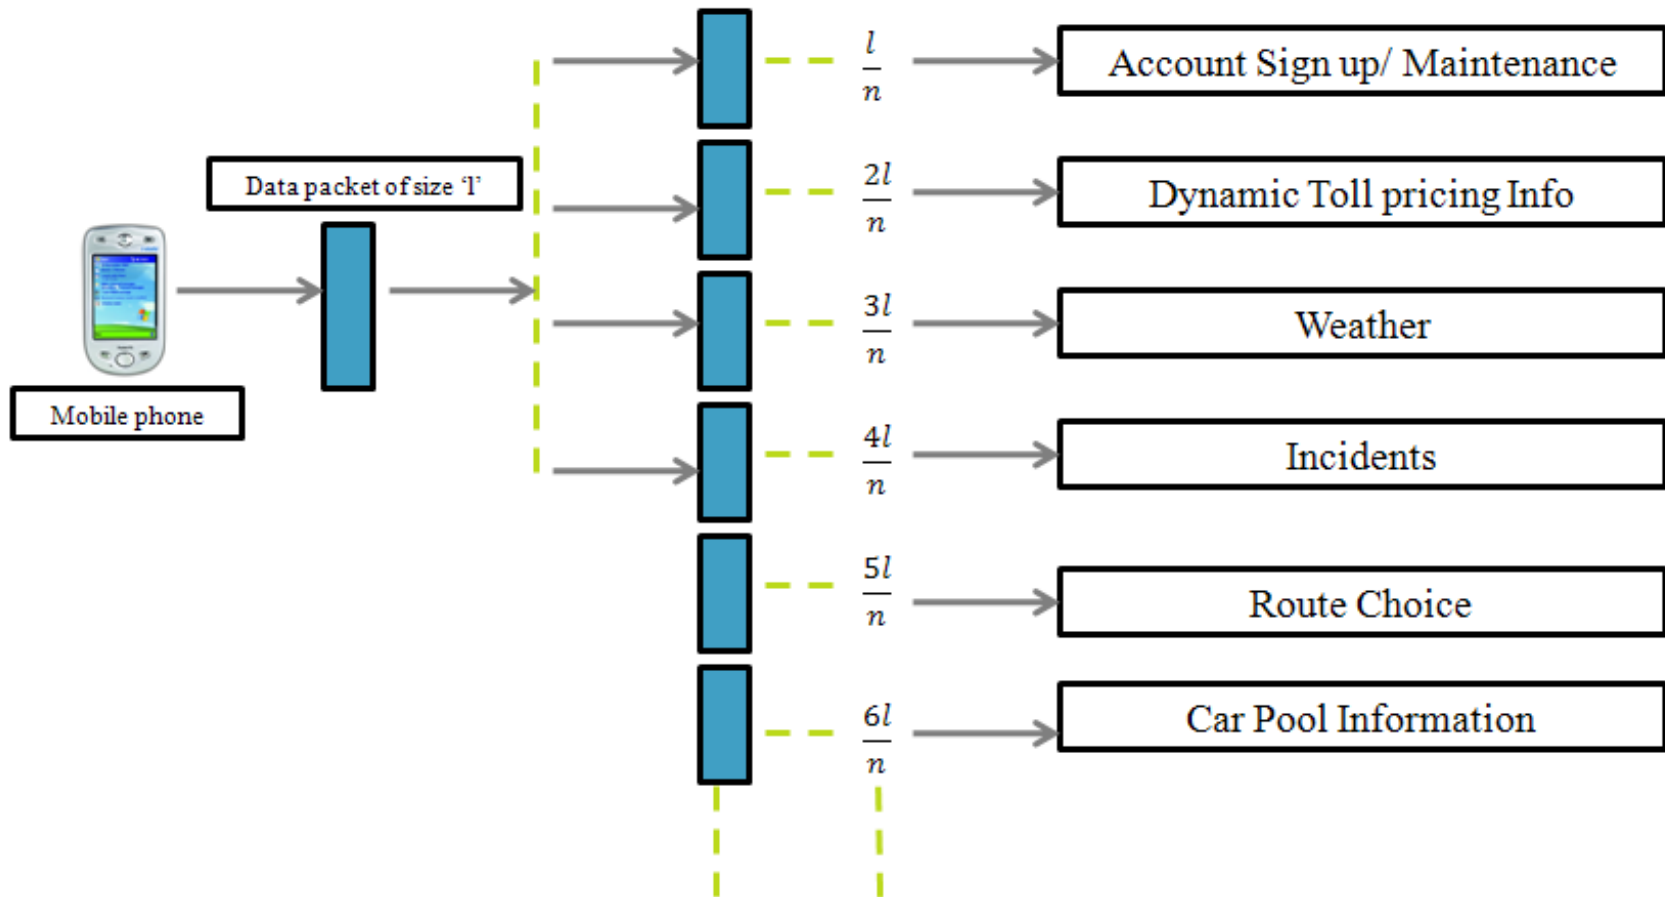 l/n
Account Sign up/ Maintenance
Data packet of size ‘l’
2l/n
Dynamic Toll pricing Info
3l/n
Weather
Mobile phone
4l/n
Incidents
5l/n
Route Choice
6l/n
Car Pool Information